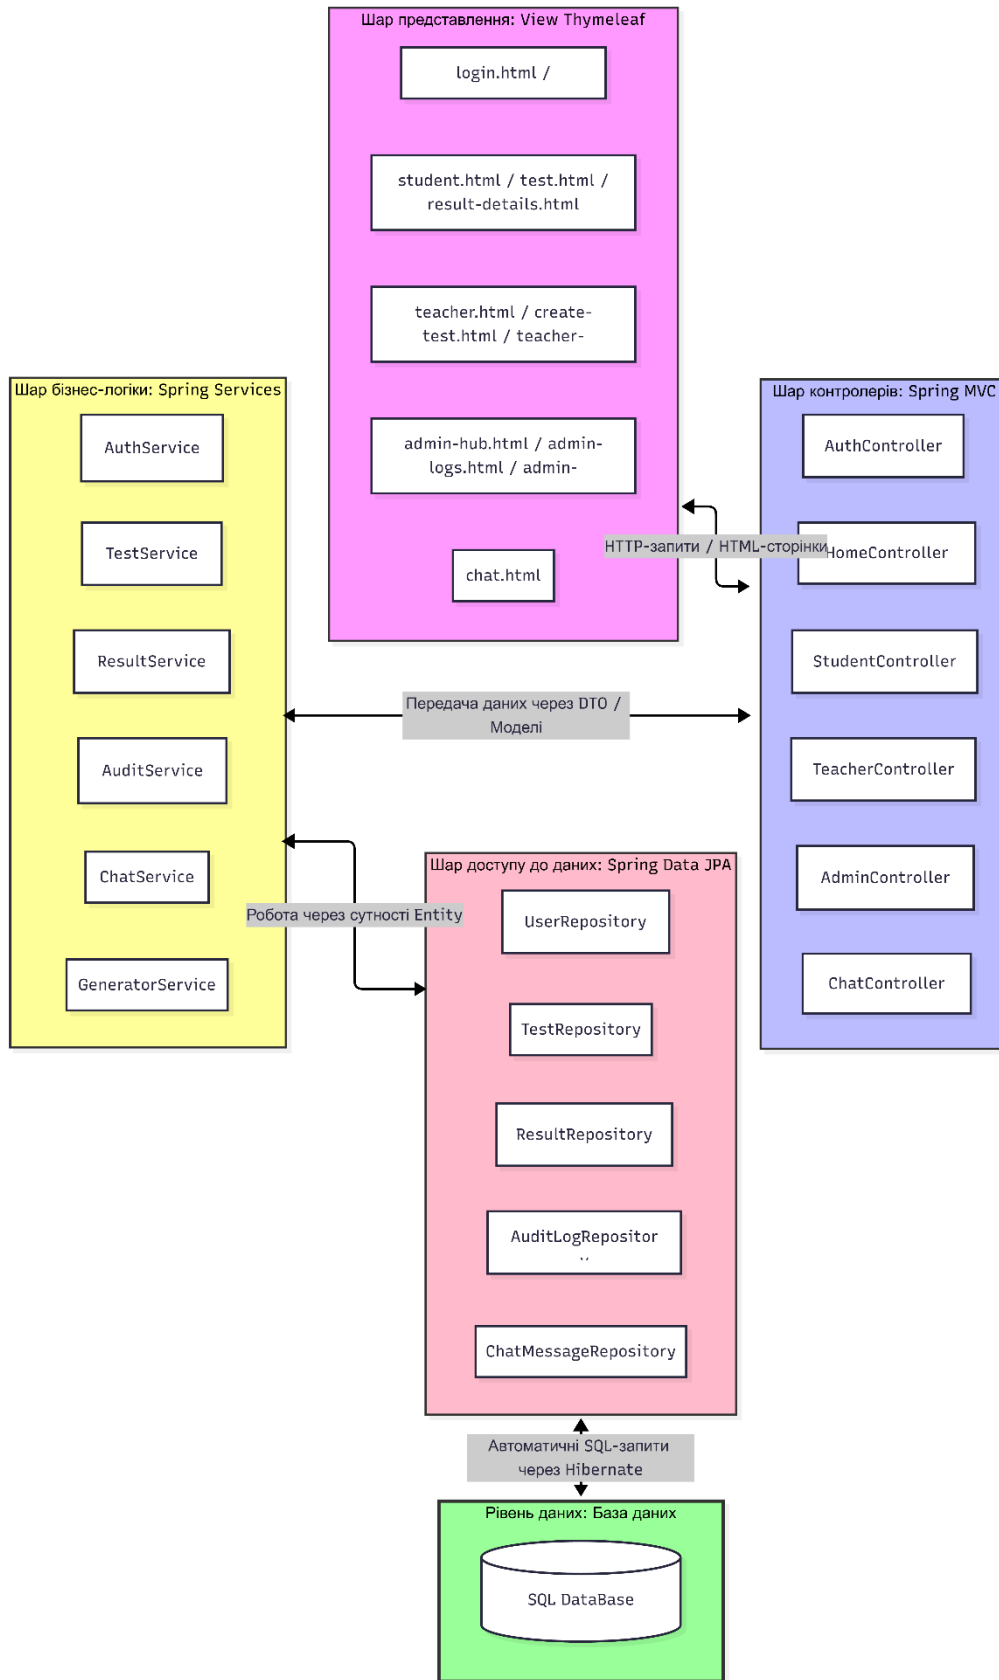 Шар представлення: View Thymeleaf
login.html /
student.html / test.html /
result-details.html
teacher.html / create-
test.html / teacher-
admin-hub.html / admin-
logs.html / admin-
chat.html
Шар бізнес-логіки: Spring Services
AuthService
TestService
ResultService
AuditService
ChatService
GeneratorService
Шар контролерів: Spring MVC
AuthController
HomeController
StudentController
TeacherController
AdminController
ChatController
HTTP-запити / HTML-сторінки
Передача даних через DTO /
Моделі
Робота через сутності Entity
Шар доступу до даних: Spring Data JPA
UserRepository
TestRepository
ResultRepository
AuditLogRepositor
y
ChatMessageRepository
Автоматичні SQL-запити
через Hibernate
Рівень даних: База даних
SQL DataBase